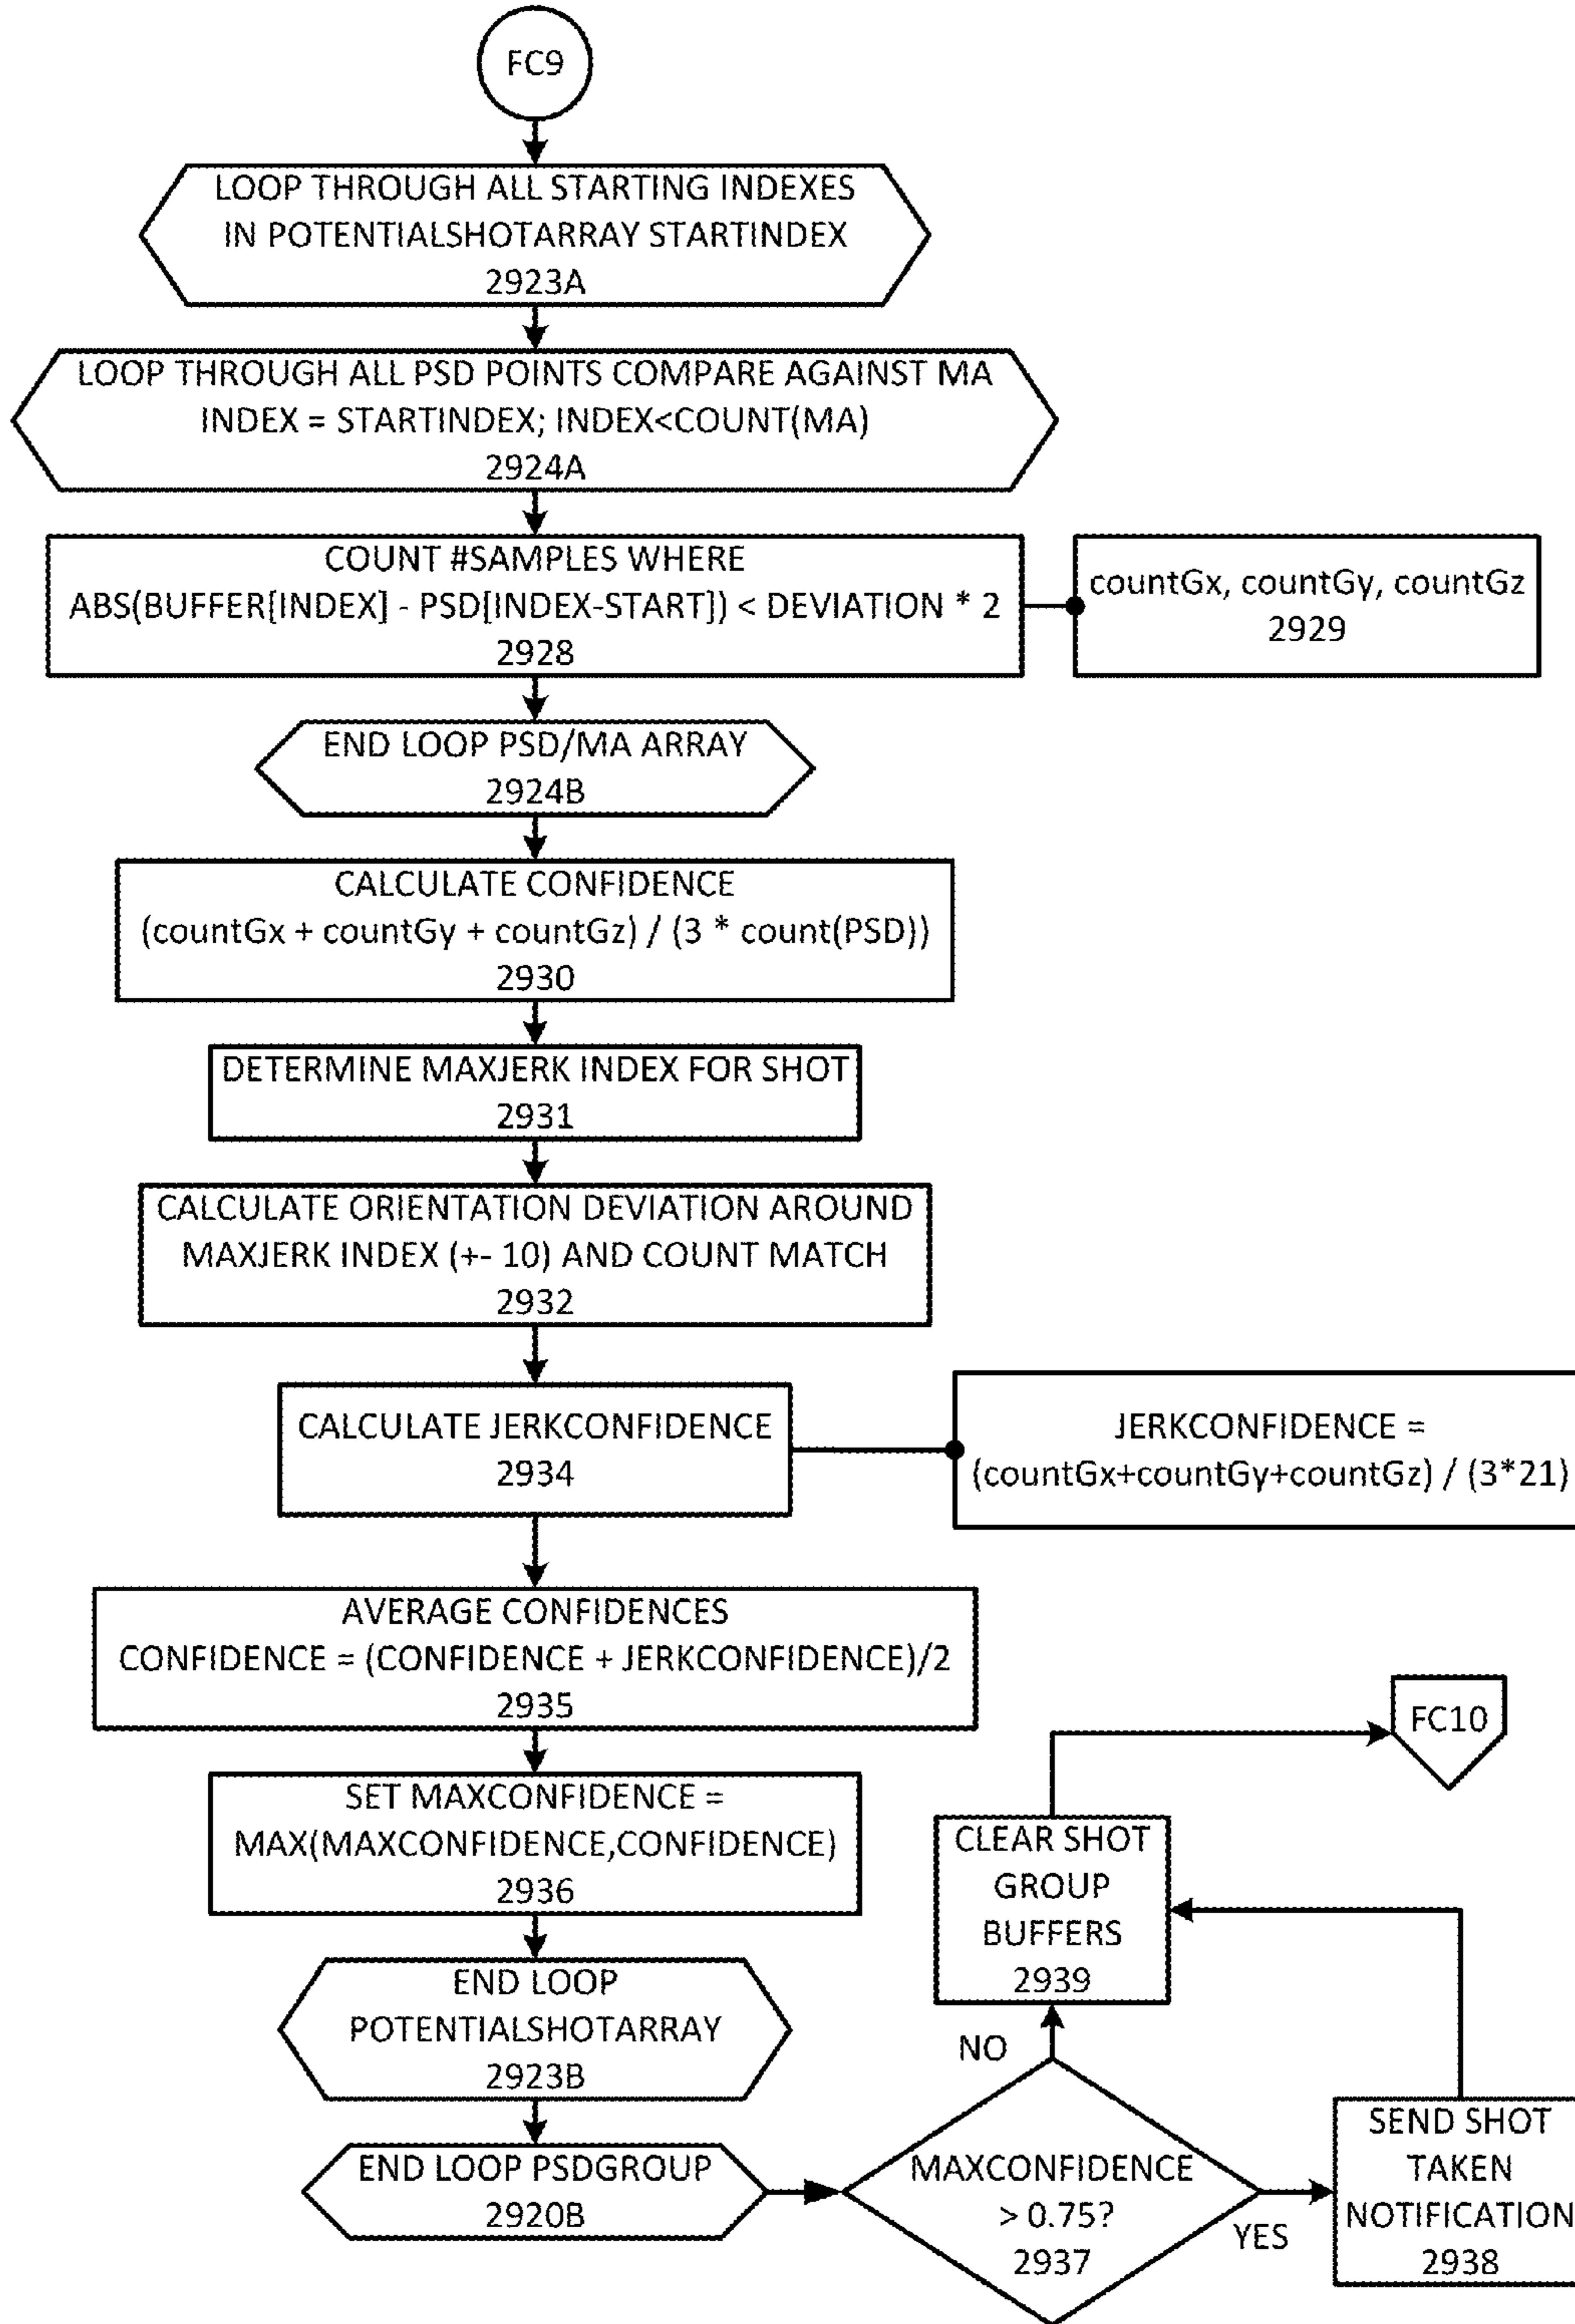 FC9
LOOP THROUGH ALL STARTING INDEXES
IN POTENTIALSHOTARRAY STARTINDEX
2923A
LOOP THROUGH ALL PSD POINTS COMPARE AGAINST MA
INDEX = STARTINDEX; INDEX<COUNT(MA)
2924A
COUNT #SAMPLES WHERE
ABS(BUFFER[INDEX] - PSD[INDEX-START]) < DEVIATION * 2
2928
countGx, countGy, countGz
2929
END LOOP PSD/MA ARRAY
2924B
CALCULATE CONFIDENCE
(countGx + countGy + countGz) / (3 * count(PSD))
2930
DETERMINE MAXJERK INDEX FOR SHOT
2931
CALCULATE ORIENTATION DEVIATION AROUND
MAXJERK INDEX (+- 10) AND COUNT MATCH
2932
CALCULATE JERKCONFIDENCE
2934
JERKCONFIDENCE =
(countGx+countGy+countGz) / (3*21)
AVERAGE CONFIDENCES
CONFIDENCE = (CONFIDENCE + JERKCONFIDENCE)/2
2935
SET MAXCONFIDENCE =
MAX(MAXCONFIDENCE,CONFIDENCE)
2936
END LOOP
POTENTIALSHOTARRAY
2923B
END LOOP PSDGROUP
2920B
MAXCONFIDENCE
> 0.75?
2937
NO
YES
SEND SHOT
TAKEN
NOTIFICATION
2938
CLEAR SHOT
GROUP
BUFFERS
2939
FC10